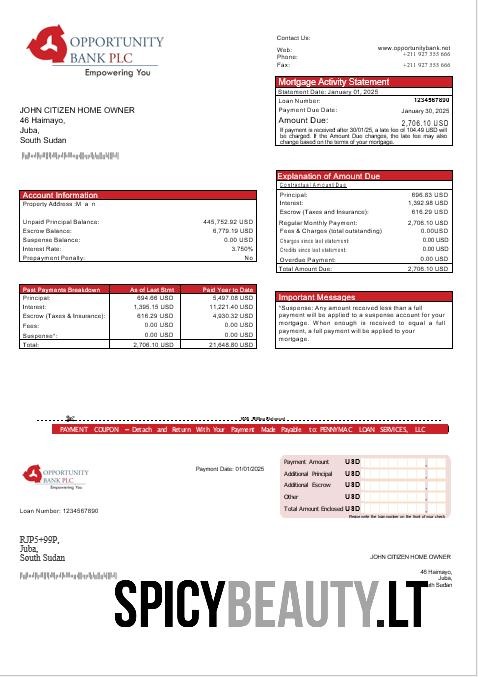 OPPORTUNITY
BANK PLC
Empowering You
Contact Us:
Web: www.opportunitybank.net
Phone: +211 927 555 666
Fax: +211 927 555 666
Mortgage Activity Statement
Statement Date: January 01, 2025
Loan Number: 1234567890
Payment Due Date: January 30, 2025
Amount Due: 2,706.10 USD
If payment is received after 30/01/25, a late fee of 104.49 USD will
be charged. If the Amount Due Changes, the late fee may also
change based on the terms of your mortgage.
JOHN CITIZEN HOME OWNER
46 Haimayo,
Juba,
South Sudan
Explanation of Amount Due
Contractual Amount Due
Principal: 696.83 USD
Interest: 1,392.98 USD
Escrow (Taxes and Insurance): 616.29 USD
Regular Monthly Payment: 2,706.10 USD
Fees & Charges (total outstanding) 0.00USD
Charges since last statement: 0.00 USD
Credits since last statement: 0.00 USD
Overdue Payment: 0.00 USD
Total Amount Due: 2,706.10 USD
Account Information
Property Address :M a n
Unpaid Principal Balance: 445,752.92 USD
Escrow Balance: 6,779.19 USD
Suspense Balance: 0.00 USD
Interest Rate: 3.750%
Prepayment Penalty: No
Past Payments Breakdown As of Last Stmt Paid Year to Date
Principal: 694.66 USD 5,497.08 USD
Interest: 1,395.15 USD 11,221.40 USD
Escrow (Taxes & Insurance): 616.29 USD 4,930.32 USD
Fees: 0.00 USD 0.00 USD
Suspense*: 0.00 USD 0.00 USD
Total: 2,706.10 USD 21,648.80 USD
Important Messages
*Suspense: Any amount received less than a full
payment will be applied to a suspense account for your
mortgage. When enough is received to equal a full
payment, a full payment will be applied to your
mortgage.
PAYMENT COUPON – Detach and Return With Your Payment Made Payable to: PENNYMAC LOAN SERVICES, LLC
OPPORTUNITY
BANK PLC
Empowering You
Payment Date: 01/01/2025
Loan Number: 1234567890
Payment Amount USD
Additional Principal USD
Additional Escrow USD
Other USD
Total Amount Enclosed USD
Please write the loan number on the front of your check
RJP5+99P,
Juba,
South Sudan
JOHN CITIZEN HOME OWNER
46 Haimayo,
Juba,
South Sudan
SPICYBEAUTY.LT